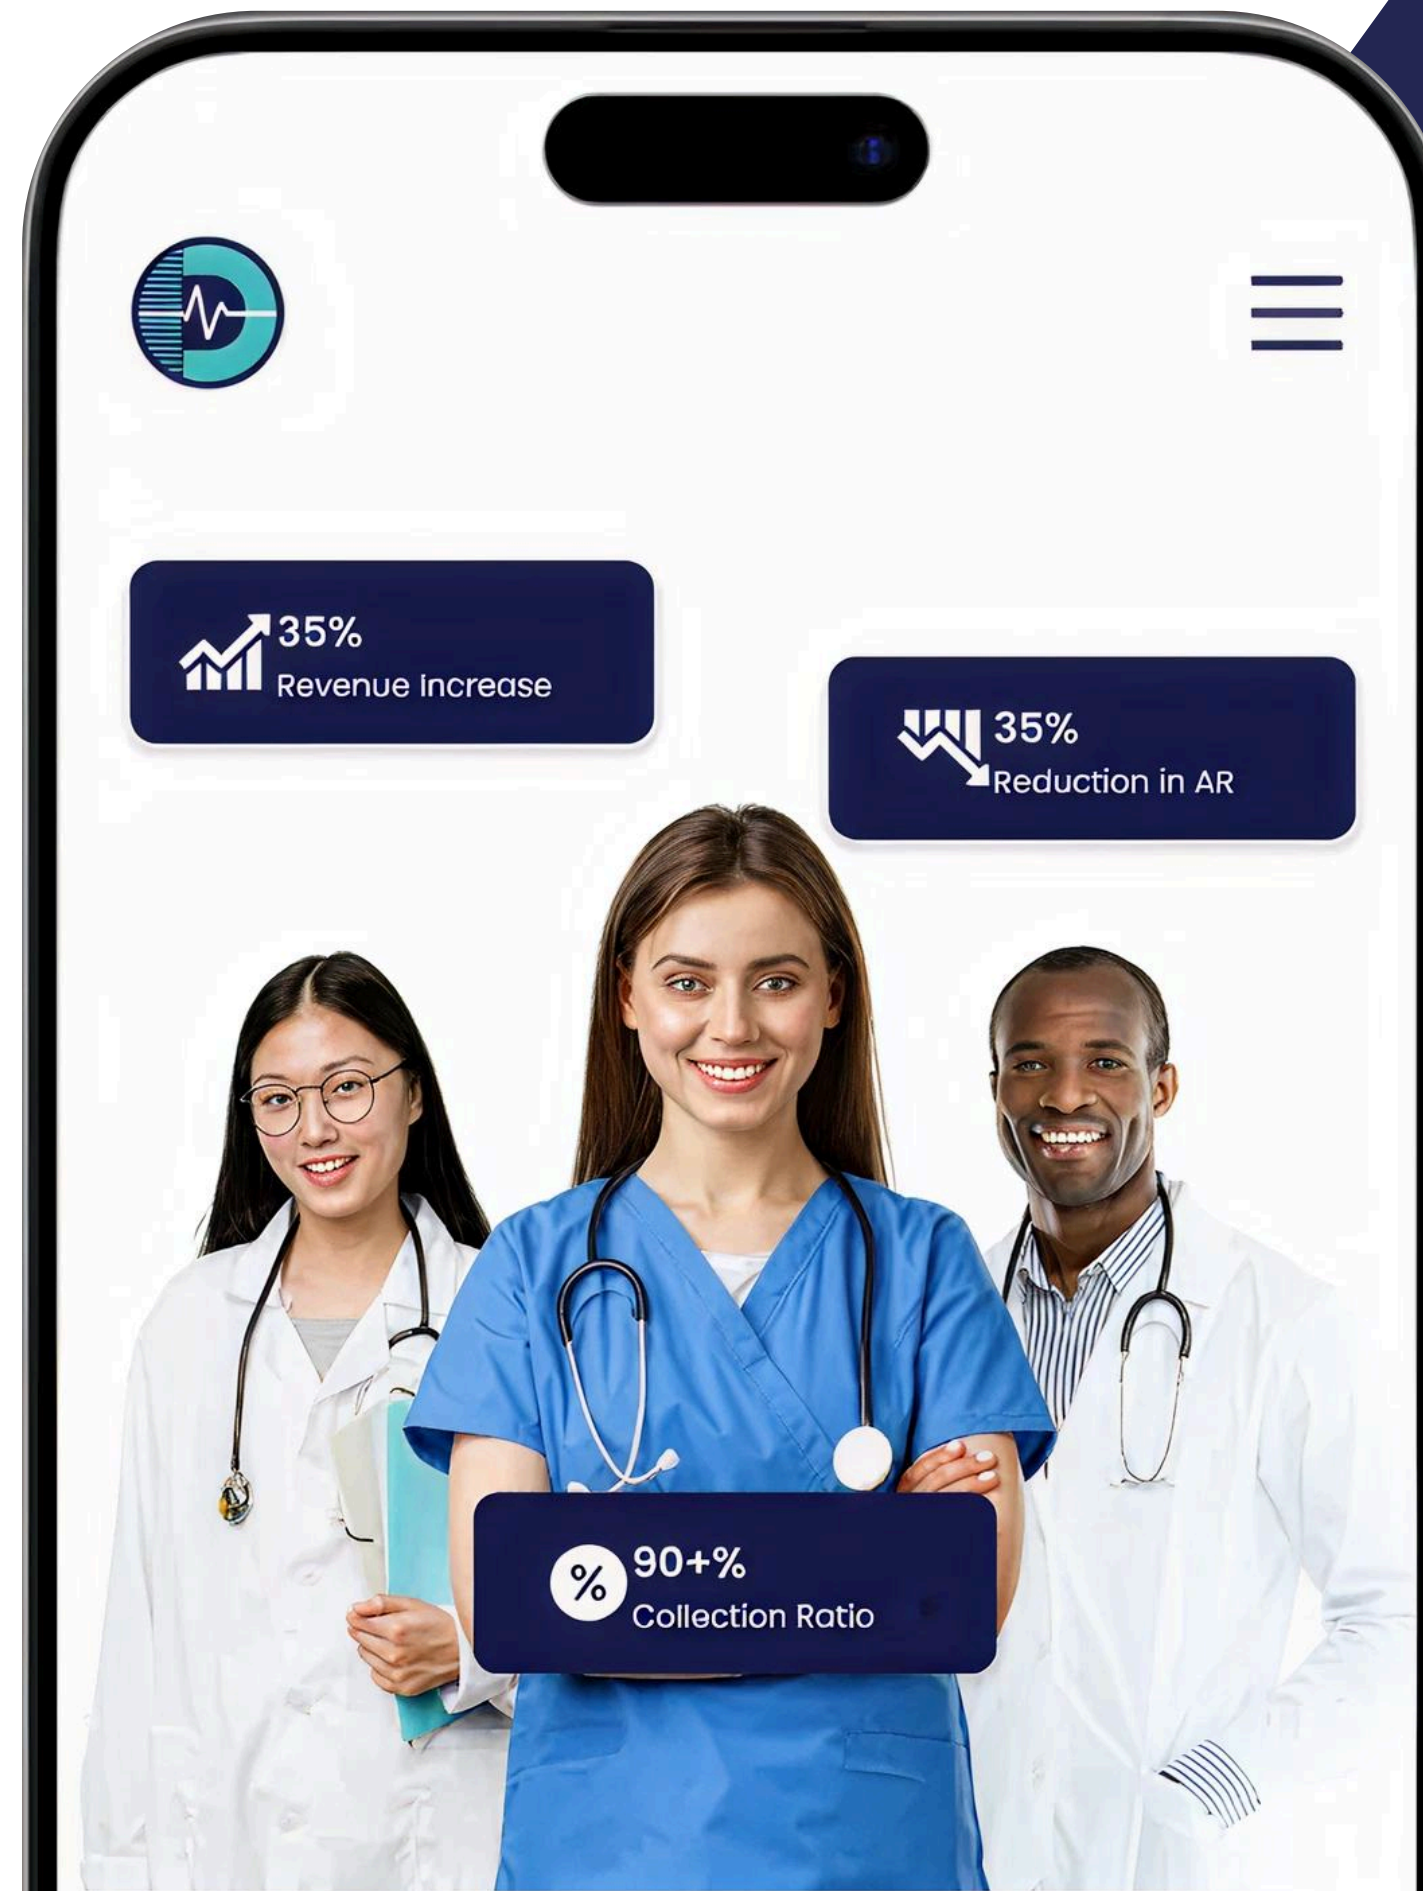 35%
Revenue Increase
35%
Reduction in AR
%
90+%
Collection Ratio